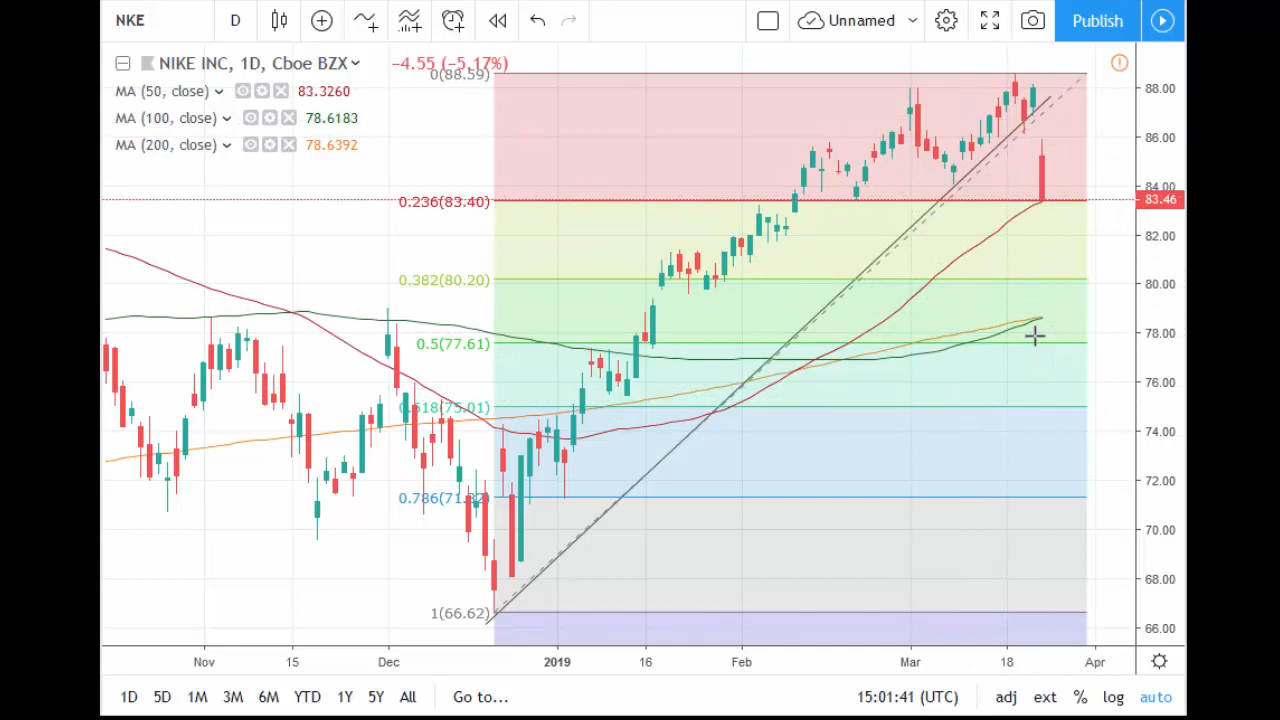 NKE D Unnamed Publish
NIKE INC, 1D, Cboe BZX −4.55 (−5.17%)
MA (50, close) 83.3260
MA (100, close) 78.6183
MA (200, close) 78.6392
0(88.59)
0.236(83.40)
0.382(80.20)
0.5(77.61)
0.618(75.01)
0.786(71.32)
1(66.62)
88.00
86.00
84.00
83.46
82.00
80.00
78.00
76.00
74.00
72.00
70.00
68.00
66.00
Nov 15 Dec 2019 16 Feb Mar 18 Apr
1D 5D 1M 3M 6M YTD 1Y 5Y All Go to... 15:01:41 (UTC) adj ext % log auto